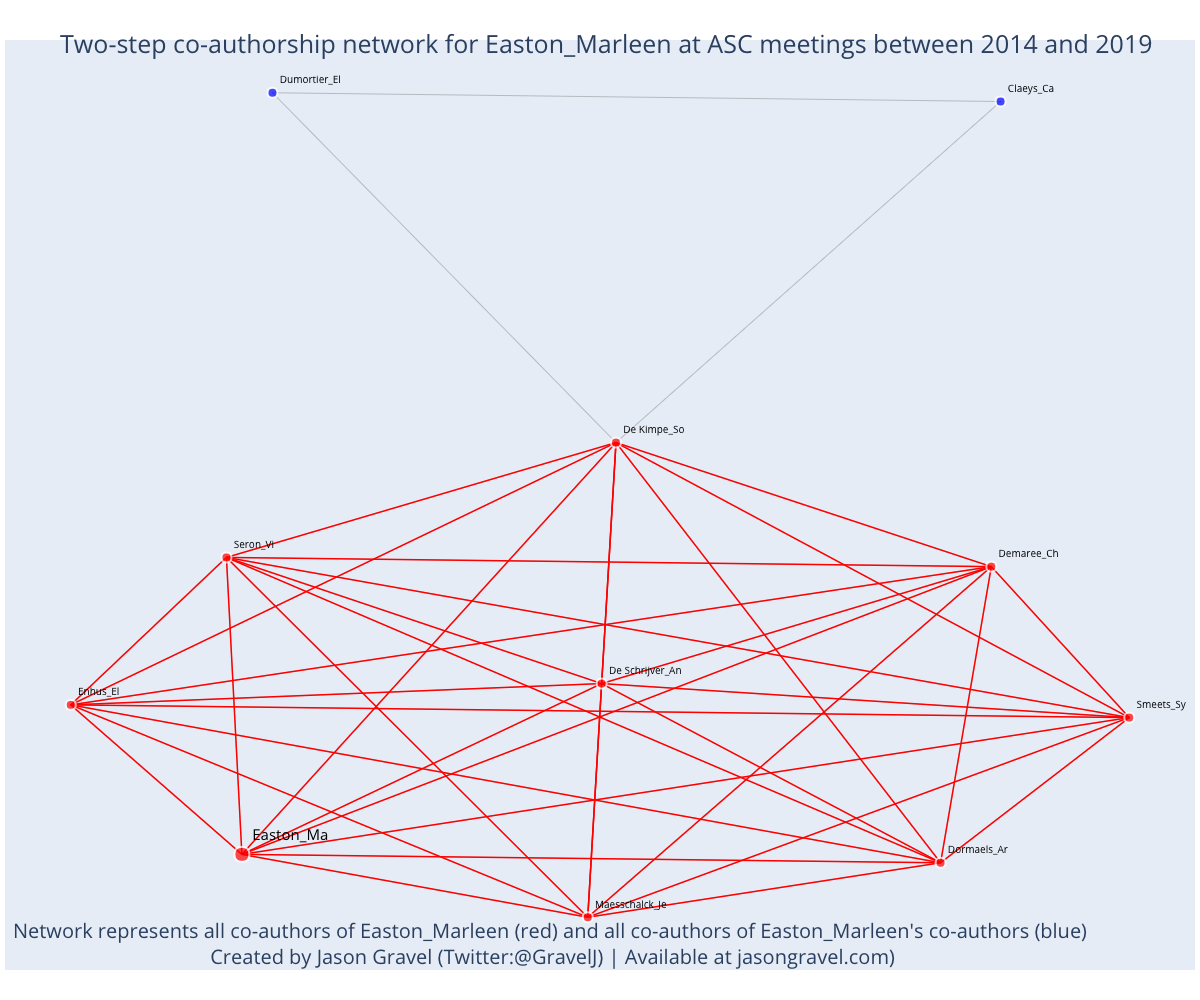 Two-step co-authorship network for Easton_Marleen at ASC meetings between 2014 and 2019
Dumortier_El
Claeys_Ca
De Kimpe_So
Seron_Vi
Demaree_Ch
De Schrijver_An
Enhus_El
Smeets_Sy
Easton_Ma
Dormaels_Ar
Maesschalck_Je
Network represents all co-authors of Easton_Marleen (red) and all co-authors of Easton_Marleen's co-authors (blue)
Created by Jason Gravel (Twitter:@GravelJ) | Available at jasongravel.com)